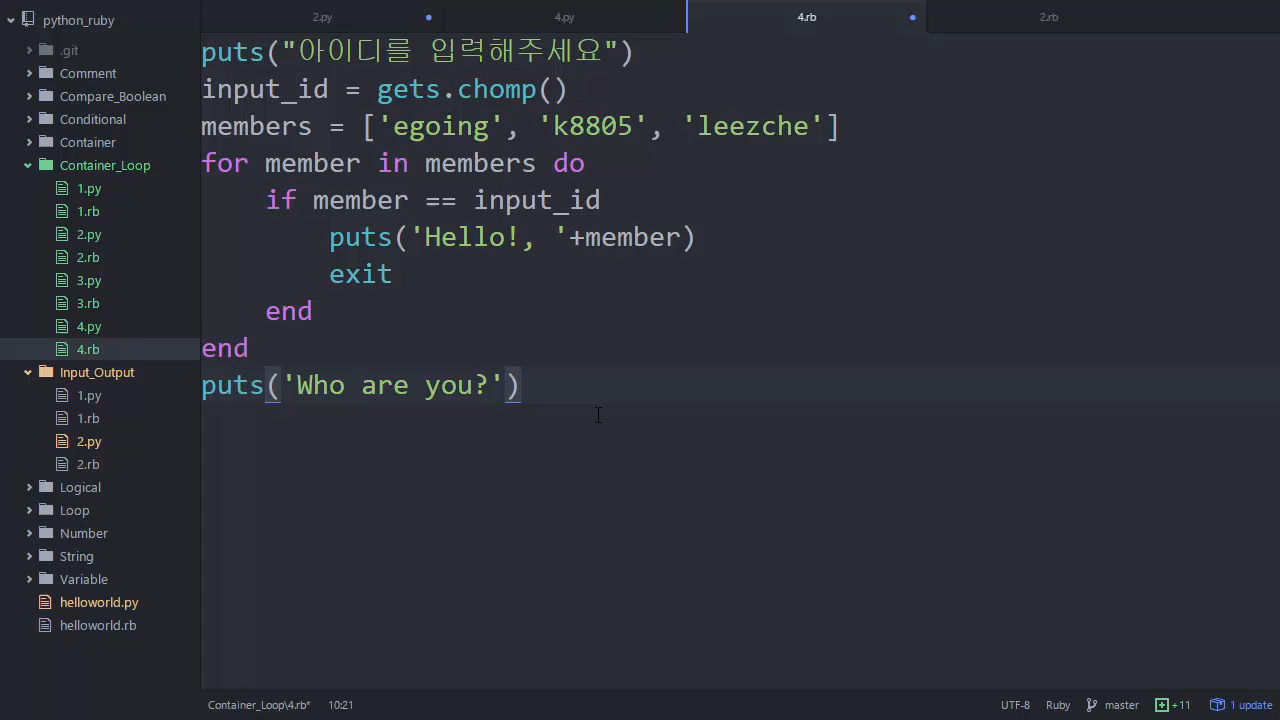 python_ruby
.git
Comment
Compare_Boolean
Conditional
Container
Container_Loop
1.py
1.rb
2.py
2.rb
3.py
3.rb
4.py
4.rb
Input_Output
1.py
1.rb
2.py
2.rb
Logical
Loop
Number
String
Variable
helloworld.py
helloworld.rb
2.py
4.py
4.rb
2.rb
puts("아이디를 입력해주세요")
input_id = gets.chomp()
members = ['egoing', 'k8805', 'leezche']
for member in members do
    if member == input_id
        puts('Hello!, '+member)
        exit
    end
end
puts('Who are you?')
Container_Loop\4.rb* 10:21
UTF-8 Ruby master +11 1 update